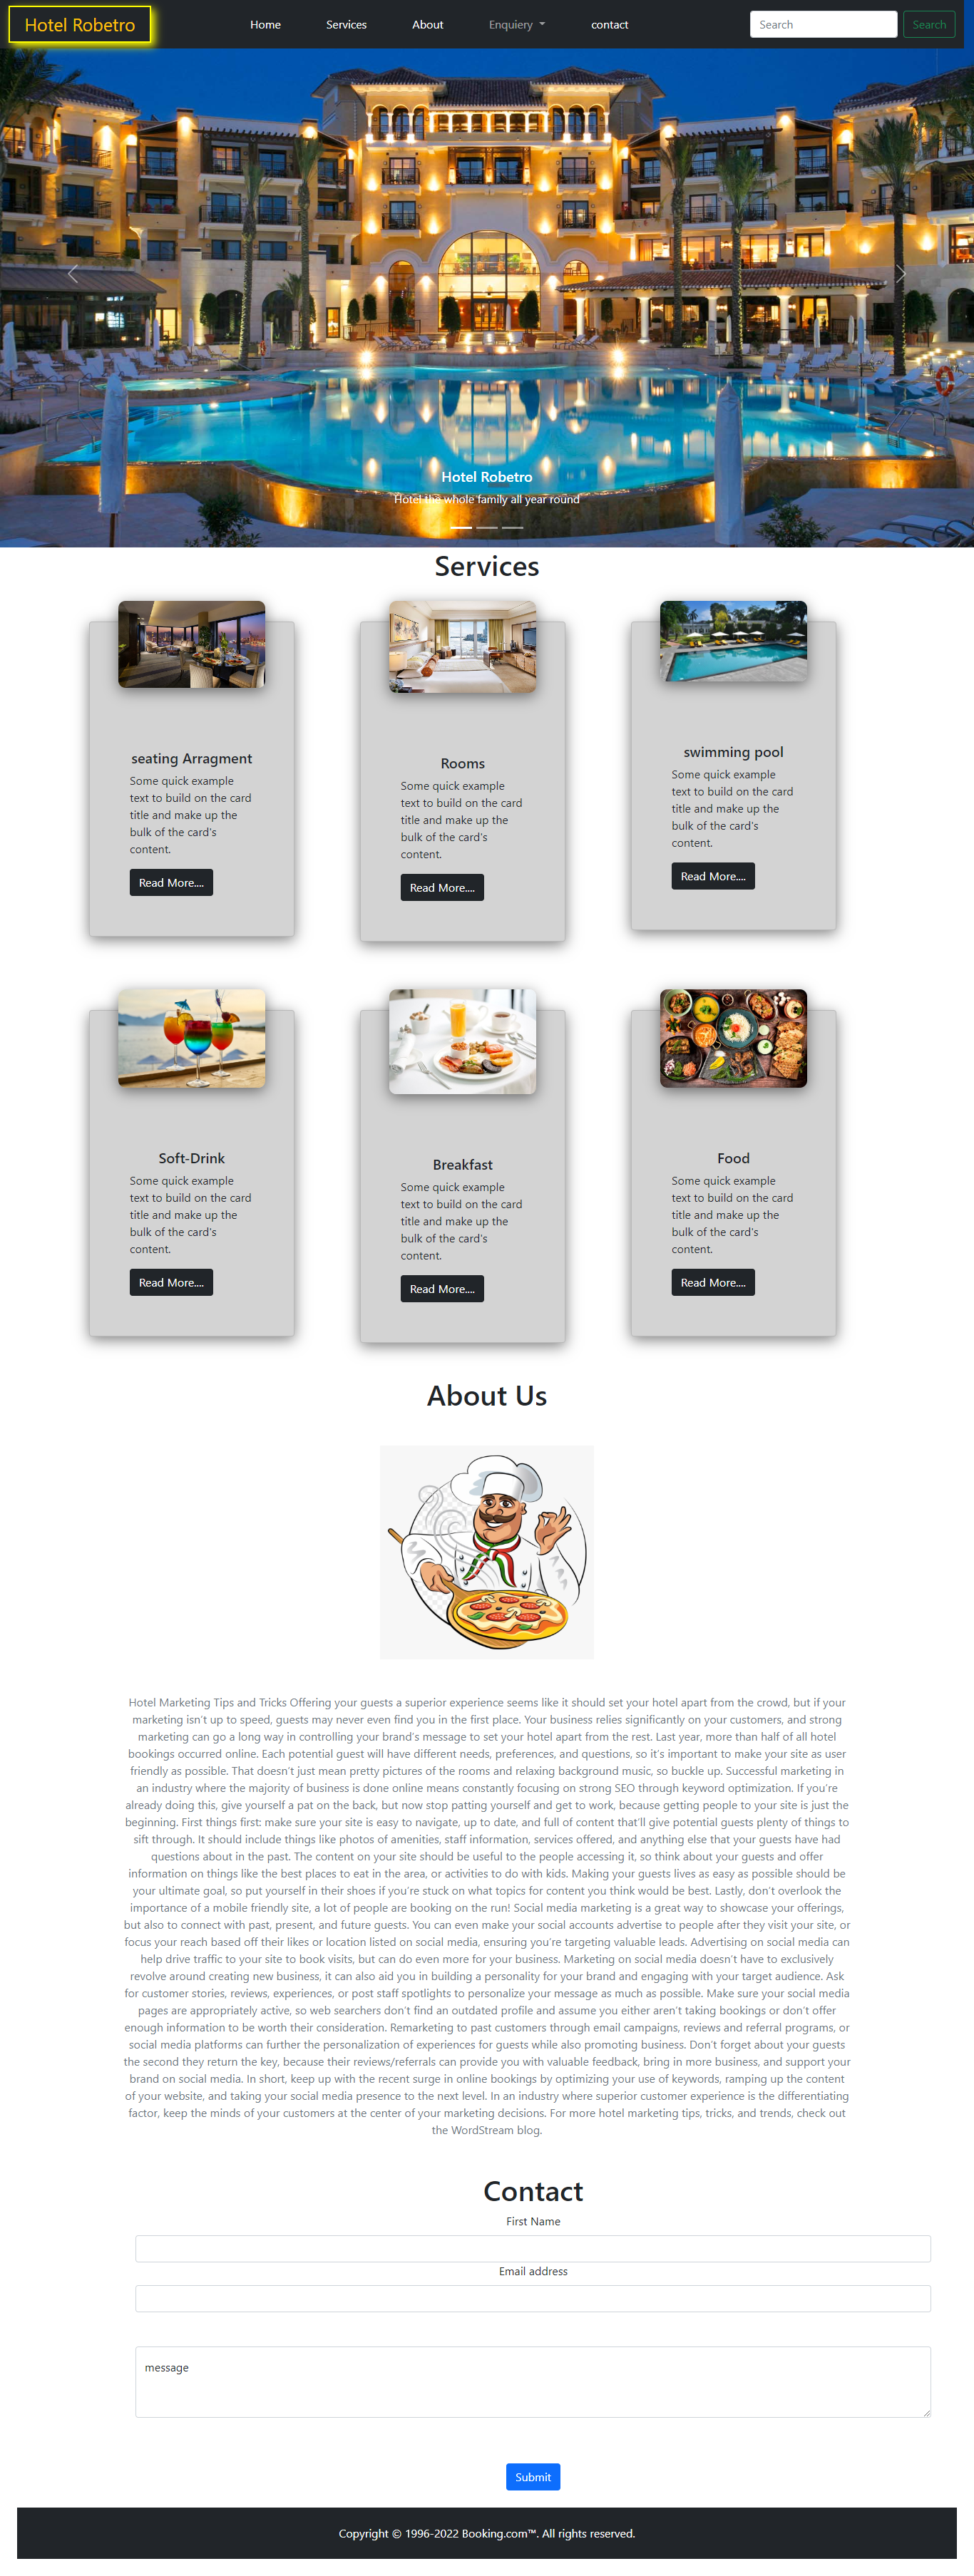 Hotel Robetro
Home Services About Enquiery contact
Search Search
Hotel Robetro
Hotel the whole family all year round
Services
seating Arragment
Some quick example
text to build on the card
title and make up the
bulk of the card's
content.
Read More....
Rooms
Some quick example
text to build on the card
title and make up the
bulk of the card's
content.
Read More....
swimming pool
Some quick example
text to build on the card
title and make up the
bulk of the card's
content.
Read More....
Soft-Drink
Some quick example
text to build on the card
title and make up the
bulk of the card's
content.
Read More....
Breakfast
Some quick example
text to build on the card
title and make up the
bulk of the card's
content.
Read More....
Food
Some quick example
text to build on the card
title and make up the
bulk of the card's
content.
Read More....
About Us
Hotel Marketing Tips and Tricks Offering your guests a superior experience seems like it should set your hotel apart from the crowd, but if your
marketing isn't up to speed, guests may never even find you in the first place. Your business relies significantly on your customers, and strong
marketing can go a long way in controlling your brand's message to set your hotel apart from the rest. Last year, more than half of all hotel
bookings occurred online. Each potential guest will have different needs, preferences, and questions, so it's important to make your site as user
friendly as possible. That doesn't just mean pretty pictures of the rooms and relaxing background music, so buckle up. Successful marketing in
an industry where the majority of business is done online means constantly focusing on strong SEO through keyword optimization. If you're
already doing this, give yourself a pat on the back, but now stop patting yourself and get to work, because getting people to your site is just the
beginning. First things first: make sure your site is easy to navigate, up to date, and full of content that'll give potential guests plenty of things to
sift through. It should include things like photos of amenities, staff information, services offered, and anything else that your guests have had
questions about in the past. The content on your site should be useful to the people accessing it, so think about your guests and offer
information on things like the best places to eat in the area, or activities to do with kids. Making your guests lives as easy as possible should be
your ultimate goal, so put yourself in their shoes if you're stuck on what topics for content you think would be best. Lastly, don't overlook the
importance of a mobile friendly site, a lot of people are booking on the run! Social media marketing is a great way to showcase your offerings,
but also to connect with past, present, and future guests. You can even make your social accounts advertise to people after they visit your site, or
focus your reach based off their likes or location listed on social media, ensuring you're targeting valuable leads. Advertising on social media can
help drive traffic to your site to book visits, but can do even more for your business. Marketing on social media doesn't have to exclusively
revolve around creating new business, it can also aid you in building a personality for your brand and engaging with your target audience. Ask
for customer stories, reviews, experiences, or post staff spotlights to personalize your message as much as possible. Make sure your social media
pages are appropriately active, so web searchers don't find an outdated profile and assume you either aren't taking bookings or don't offer
enough information to be worth their consideration. Remarketing to past customers through email campaigns, reviews and referral programs, or
social media platforms can further the personalization of experiences for guests while also promoting business. Don't forget about your guests
the second they return the key, because their reviews/referrals can provide you with valuable feedback, bring in more business, and support your
brand on social media. In short, keep up with the recent surge in online bookings by optimizing your use of keywords, ramping up the content
of your website, and taking your social media presence to the next level. In an industry where superior customer experience is the differentiating
factor, keep the minds of your customers at the center of your marketing decisions. For more hotel marketing tips, tricks, and trends, check out
the WordStream blog.
Contact
First Name
Email address
message
Submit
Copyright © 1996-2022 Booking.com™. All rights reserved.